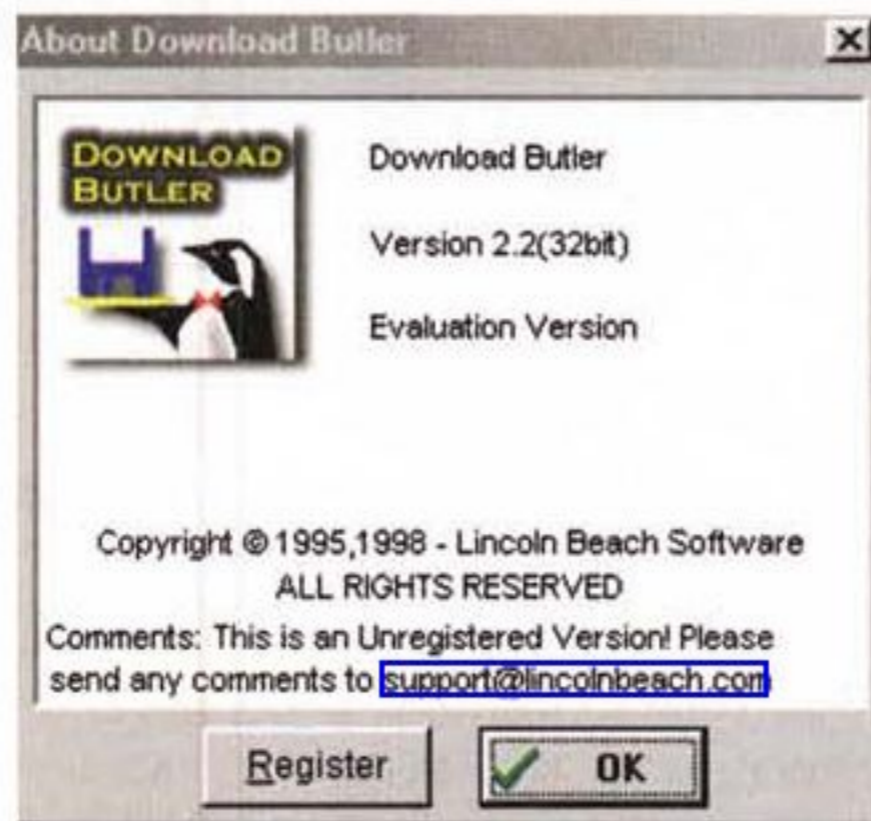 About Download Butler
DOWNLOAD
BUTLER
Download Butler
Version 2.2(32bit)
Evaluation Version
Copyright © 1995,1998 - Lincoln Beach Software
ALL RIGHTS RESERVED
Comments: This is an Unregistered Version! Please
send any comments to support@lincolnbeach.com
Register
OK